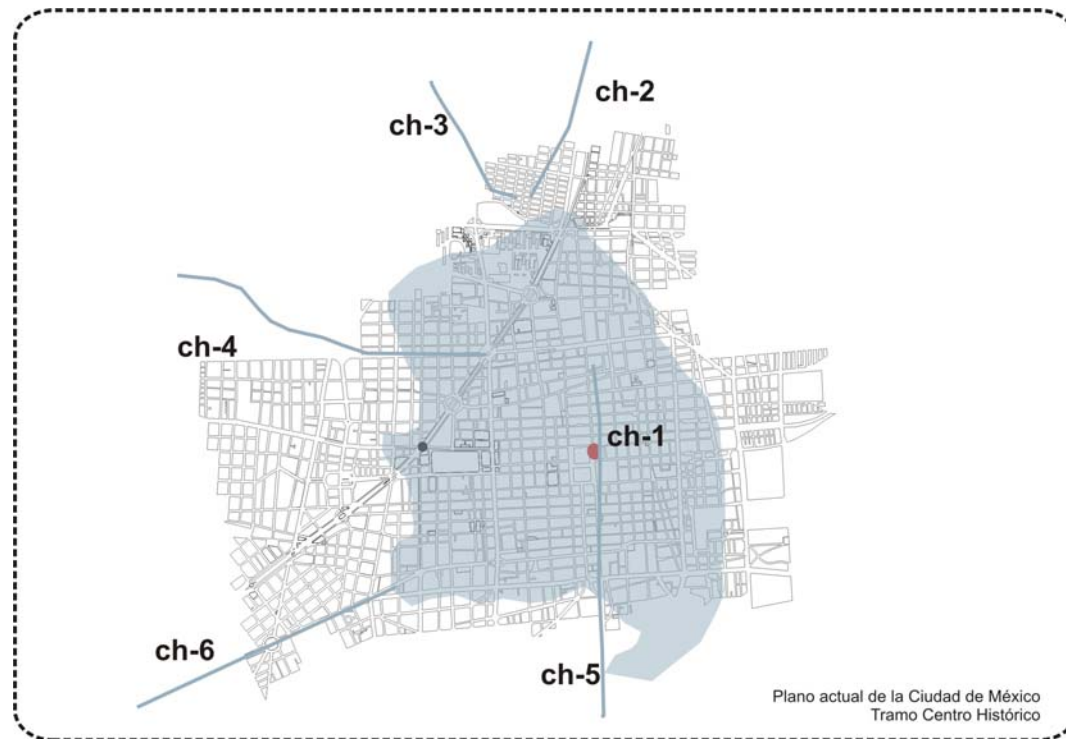 ch-2
ch-3
ch-4
ch-1
ch-6
ch-5
Plano actual de la Ciudad de México
Tramo Centro Histórico